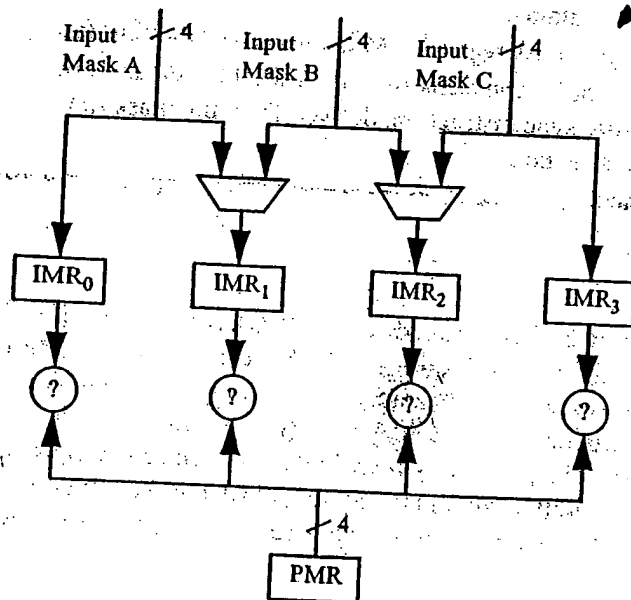 Input Mask A
4
Input Mask B
4
Input Mask C
4
IMR₀
IMR₁
IMR₂
IMR₃
?
?
?
?
4
PMR